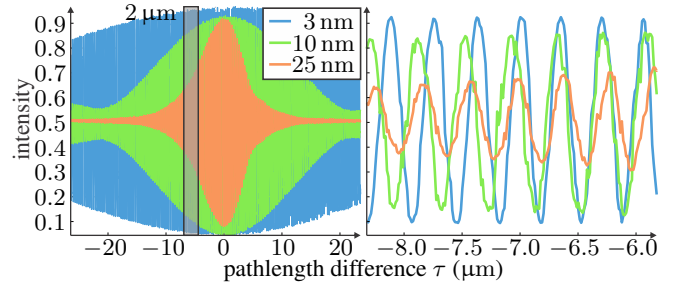 2 μm
3 nm
10 nm
25 nm
intensity
0.9
0.8
0.7
0.6
0.5
0.4
0.3
0.2
0.1
−20 −10 0 10 20
−8.0 −7.5 −7.0 −6.5 −6.0
pathlength difference τ (μm)